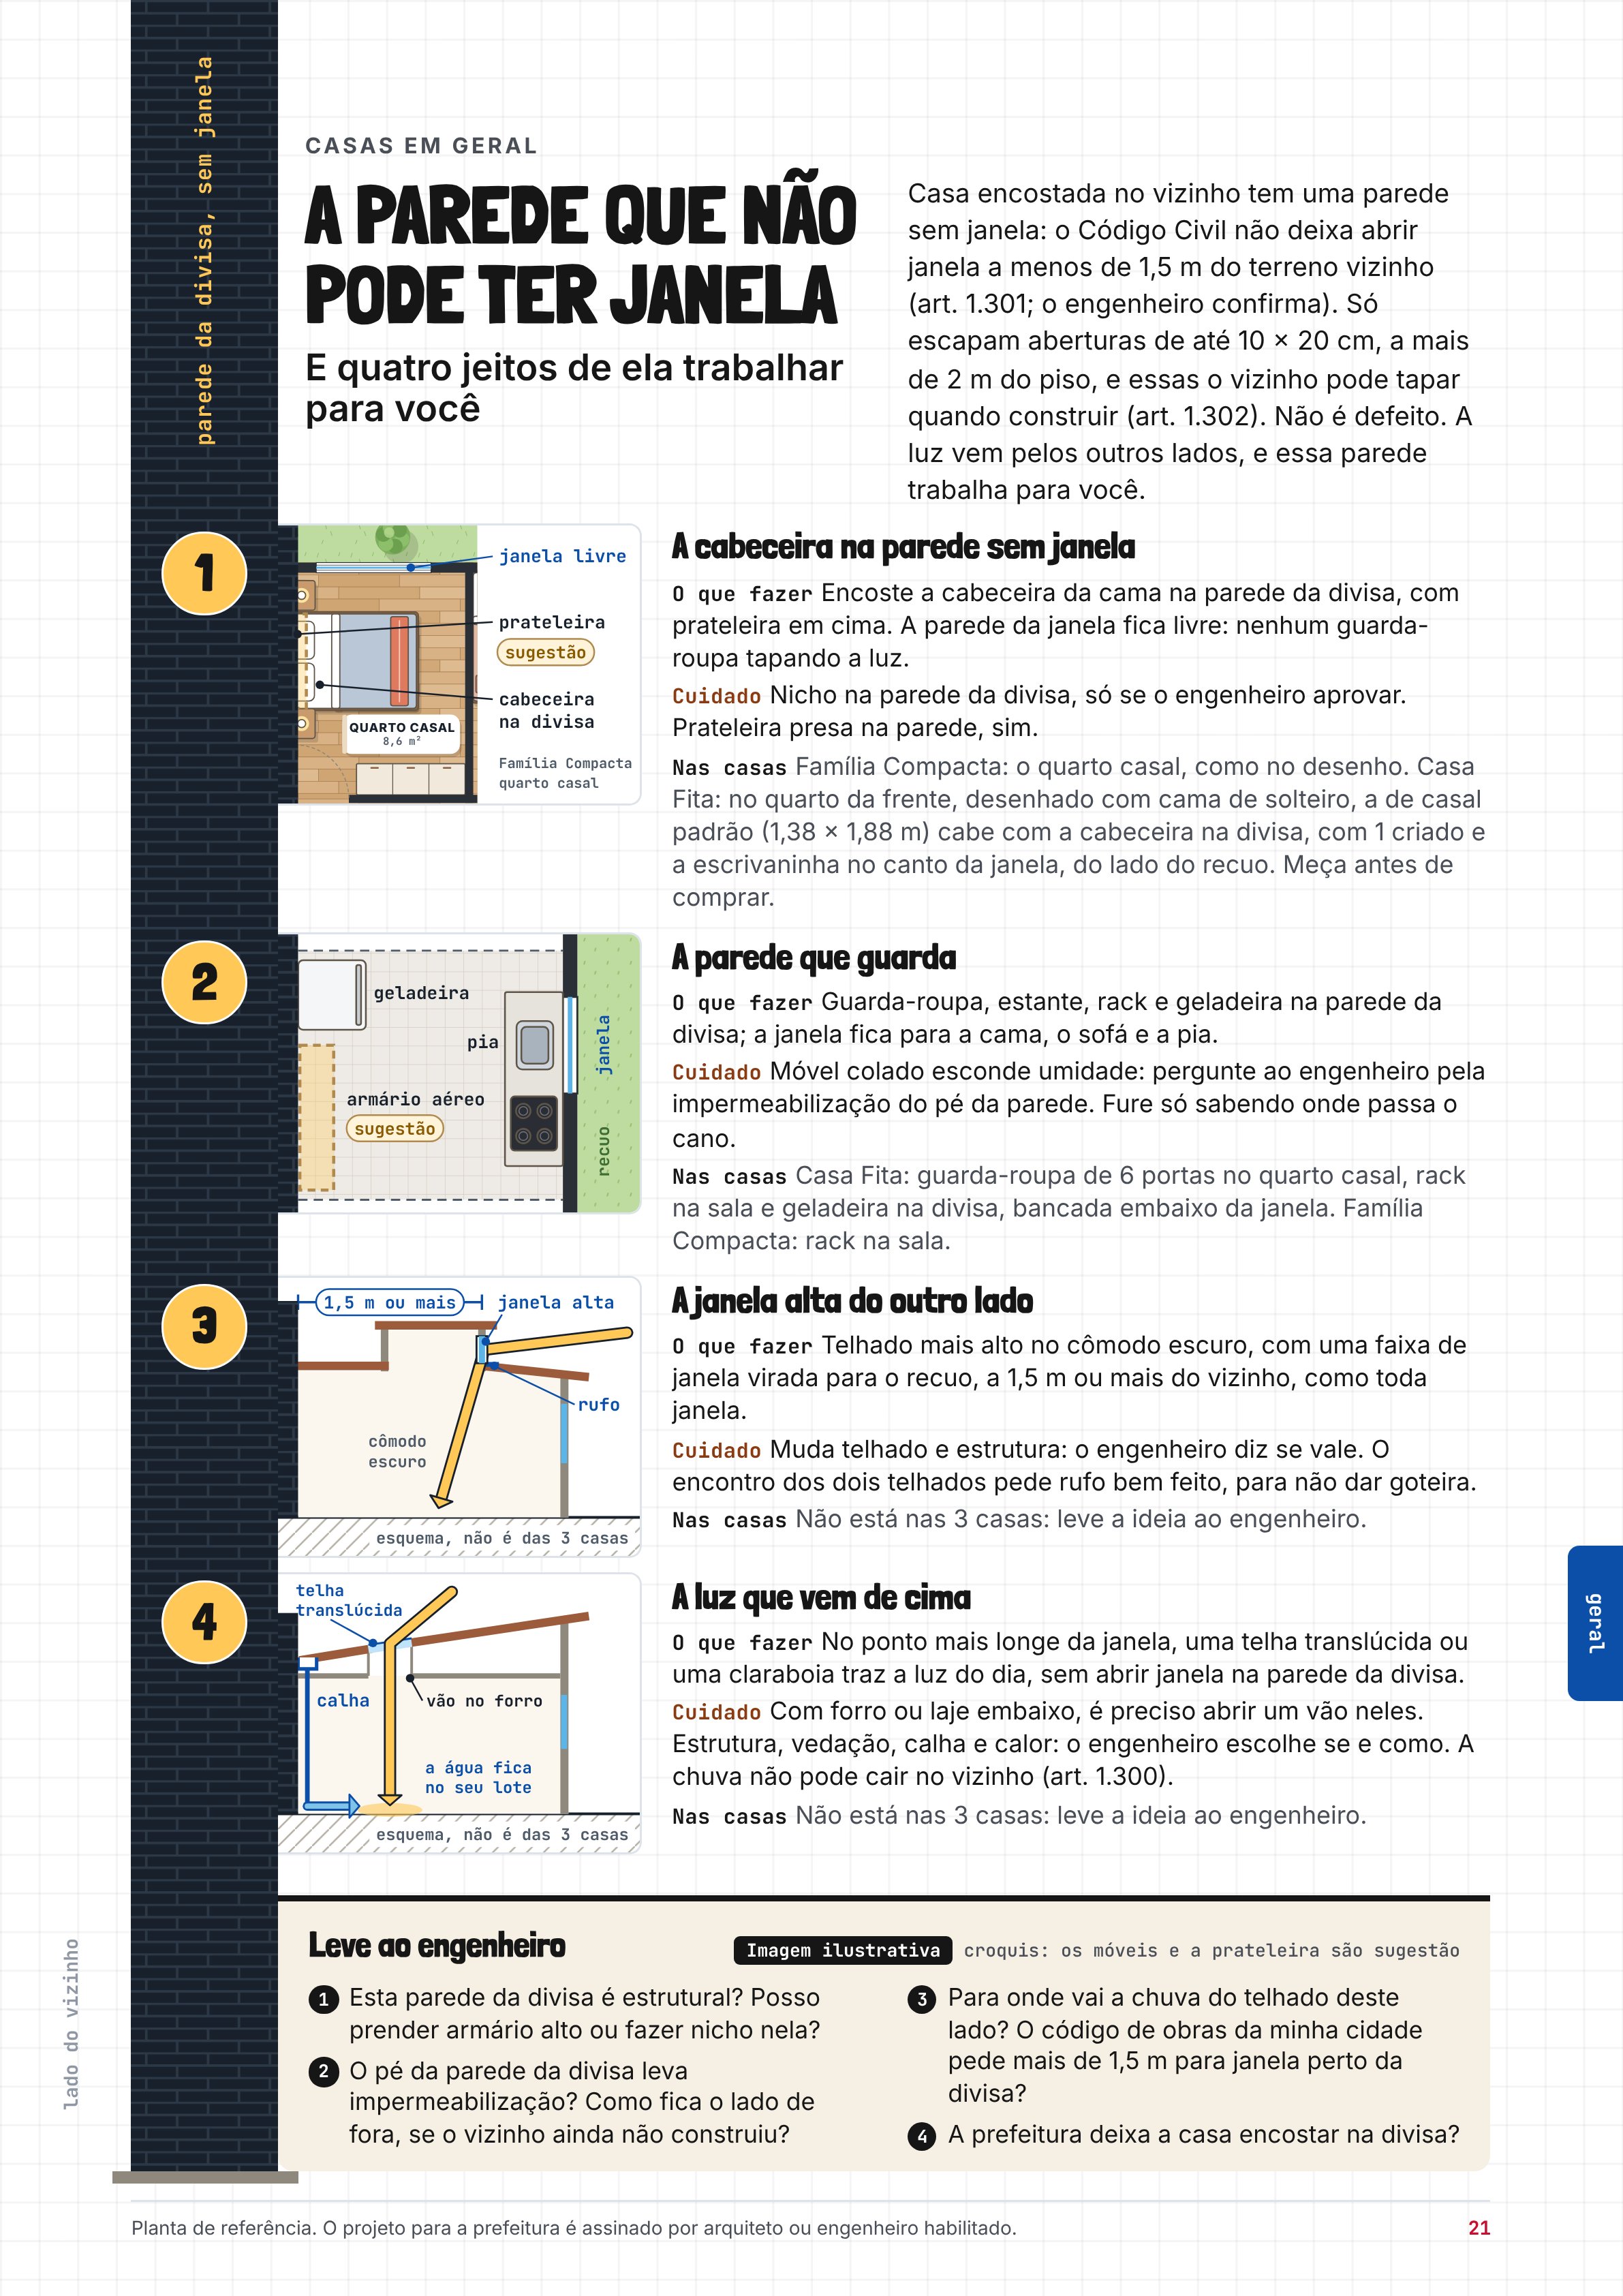 parede da divisa, sem janela
CASAS EM GERAL
A PAREDE QUE NÃO
PODE TER JANELA
E quatro jeitos de ela trabalhar
para você
Casa encostada no vizinho tem uma parede
sem janela: o Código Civil não deixa abrir
janela a menos de 1,5 m do terreno vizinho
(art. 1.301; o engenheiro confirma). Só
escapam aberturas de até 10 × 20 cm, a mais
de 2 m do piso, e essas o vizinho pode tapar
quando construir (art. 1.302). Não é defeito. A
luz vem pelos outros lados, e essa parede
trabalha para você.
1
janela livre
prateleira
sugestão
cabeceira
na divisa
QUARTO CASAL
8,6 m²
Família Compacta
quarto casal
A cabeceira na parede sem janela
O que fazer Encoste a cabeceira da cama na parede da divisa, com
prateleira em cima. A parede da janela fica livre: nenhum guarda-
roupa tapando a luz.
Cuidado Nicho na parede da divisa, só se o engenheiro aprovar.
Prateleira presa na parede, sim.
Nas casas Família Compacta: o quarto casal, como no desenho. Casa
Fita: no quarto da frente, desenhado com cama de solteiro, a de casal
padrão (1,38 × 1,88 m) cabe com a cabeceira na divisa, com 1 criado e
a escrivaninha no canto da janela, do lado do recuo. Meça antes de
comprar.
2
geladeira
pia
armário aéreo
sugestão
janela
recuo
A parede que guarda
O que fazer Guarda-roupa, estante, rack e geladeira na parede da
divisa; a janela fica para a cama, o sofá e a pia.
Cuidado Móvel colado esconde umidade: pergunte ao engenheiro pela
impermeabilização do pé da parede. Fure só sabendo onde passa o
cano.
Nas casas Casa Fita: guarda-roupa de 6 portas no quarto casal, rack
na sala e geladeira na divisa, bancada embaixo da janela. Família
Compacta: rack na sala.
3
1,5 m ou mais
janela alta
rufo
cômodo
escuro
esquema, não é das 3 casas
A janela alta do outro lado
O que fazer Telhado mais alto no cômodo escuro, com uma faixa de
janela virada para o recuo, a 1,5 m ou mais do vizinho, como toda
janela.
Cuidado Muda telhado e estrutura: o engenheiro diz se vale. O
encontro dos dois telhados pede rufo bem feito, para não dar goteira.
Nas casas Não está nas 3 casas: leve a ideia ao engenheiro.
4
telha
translúcida
calha
vão no forro
a água fica
no seu lote
esquema, não é das 3 casas
A luz que vem de cima
O que fazer No ponto mais longe da janela, uma telha translúcida ou
uma claraboia traz a luz do dia, sem abrir janela na parede da divisa.
Cuidado Com forro ou laje embaixo, é preciso abrir um vão neles.
Estrutura, vedação, calha e calor: o engenheiro escolhe se e como. A
chuva não pode cair no vizinho (art. 1.300).
Nas casas Não está nas 3 casas: leve a ideia ao engenheiro.
geral
lado do vizinho
Leve ao engenheiro
Imagem ilustrativa croquis: os móveis e a prateleira são sugestão
1 Esta parede da divisa é estrutural? Posso
prender armário alto ou fazer nicho nela?
2 O pé da parede da divisa leva
impermeabilização? Como fica o lado de
fora, se o vizinho ainda não construiu?
3 Para onde vai a chuva do telhado deste
lado? O código de obras da minha cidade
pede mais de 1,5 m para janela perto da
divisa?
4 A prefeitura deixa a casa encostar na divisa?
Planta de referência. O projeto para a prefeitura é assinado por arquiteto ou engenheiro habilitado.
21